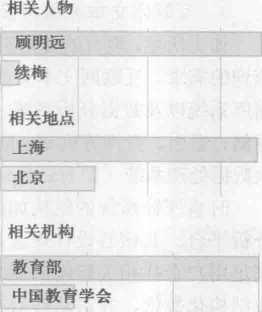 相关人物
顾明远
续梅
相关地点
上海
北京
相关机构
教育部
中国教育学会